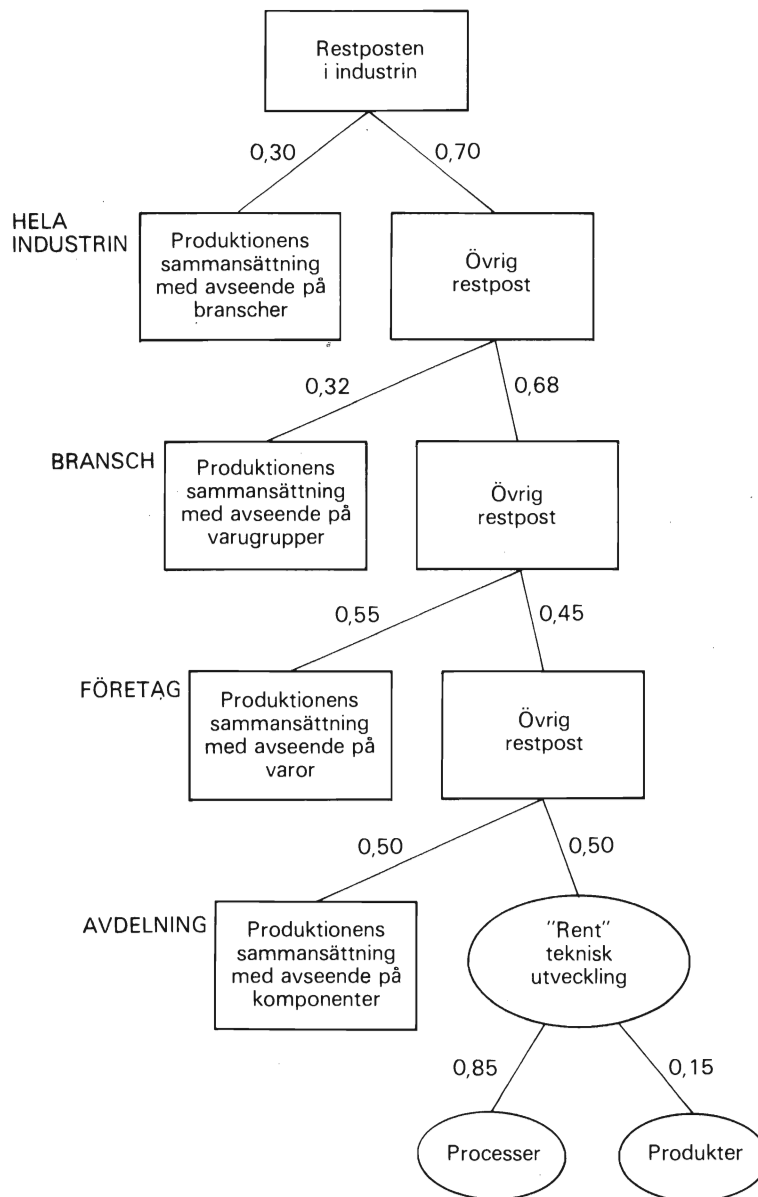 Restposten
i industrin
0,30
0,70
HELA
INDUSTRIN
Produktionens
sammansättning
med avseende på
branscher
Övrig
restpost
0,32
0,68
BRANSCH
Produktionens
sammansättning
med avseende på
varugrupper
Övrig
restpost
0,55
0,45
FÖRETAG
Produktionens
sammansättning
med avseende på
varor
Övrig
restpost
0,50
0,50
AVDELNING
Produktionens
sammansättning
med avseende på
komponenter
"Rent"
teknisk
utveckling
0,85
0,15
Processer
Produkter